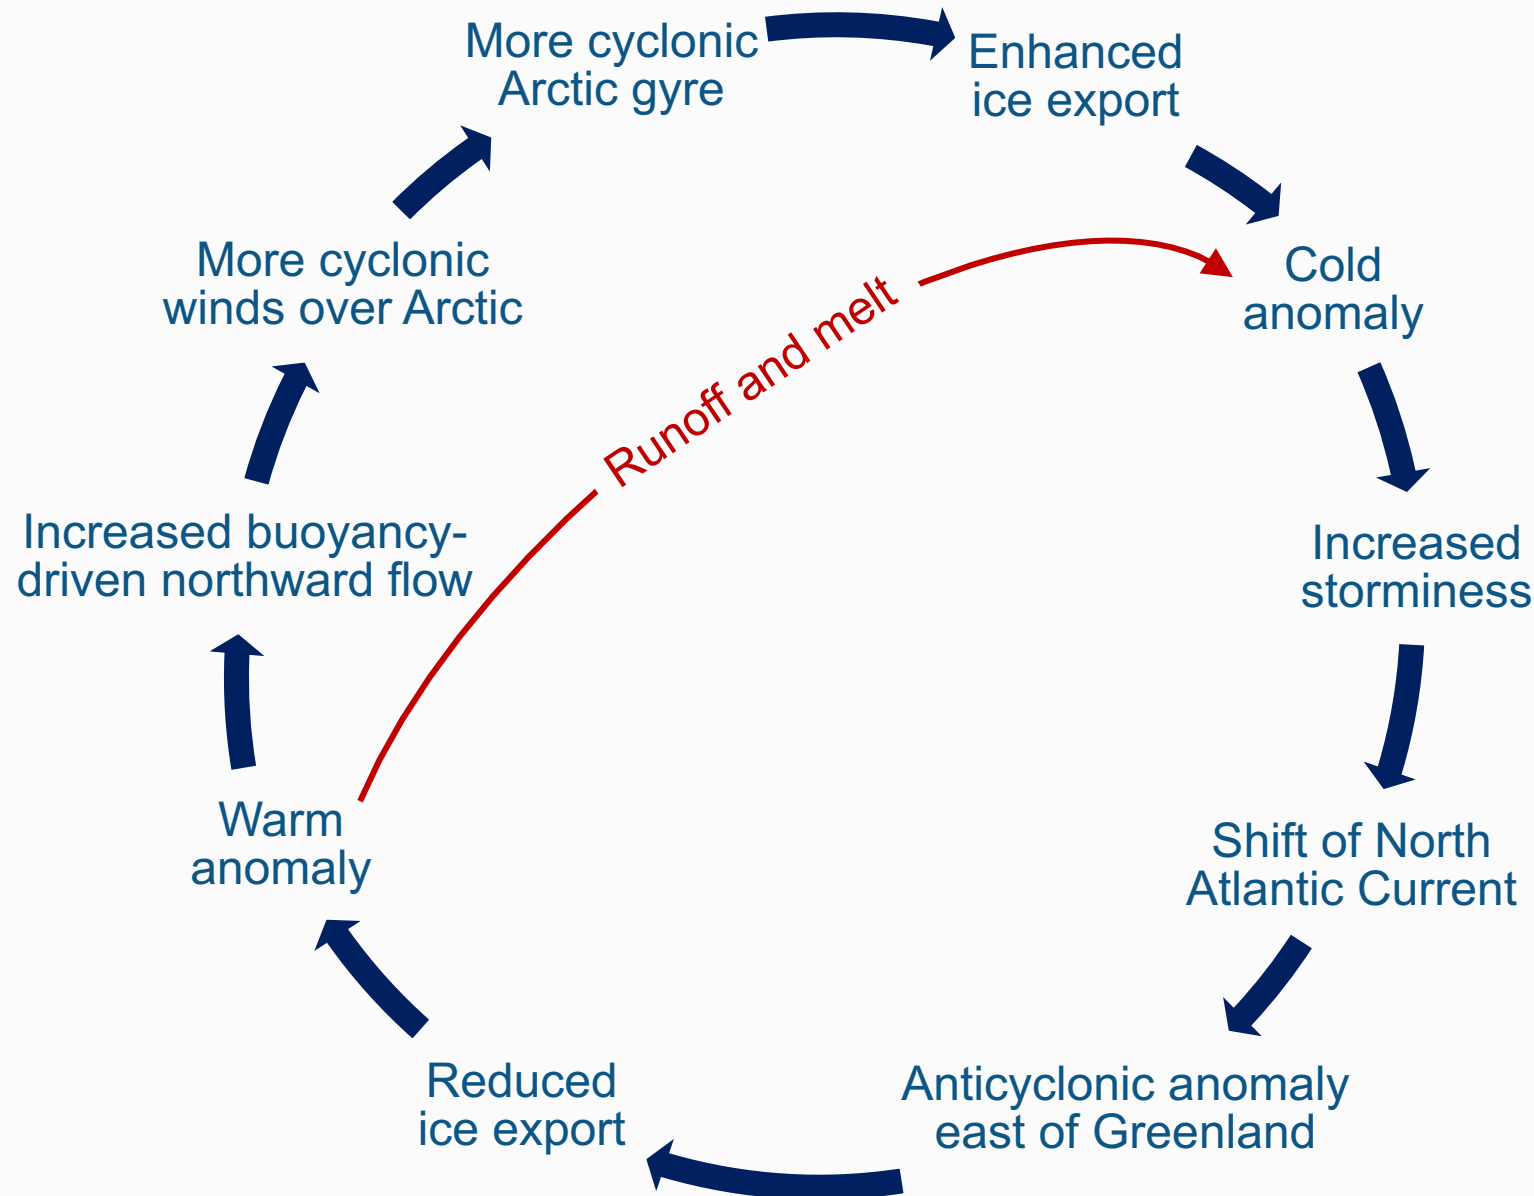 More cyclonic
Arctic gyre
Enhanced
ice export
Cold
anomaly
Increased
storminess
Shift of North
Atlantic Current
Anticyclonic anomaly
east of Greenland
Reduced
ice export
Warm
anomaly
Increased buoyancy-
driven northward flow
More cyclonic
winds over Arctic
Runoff and melt